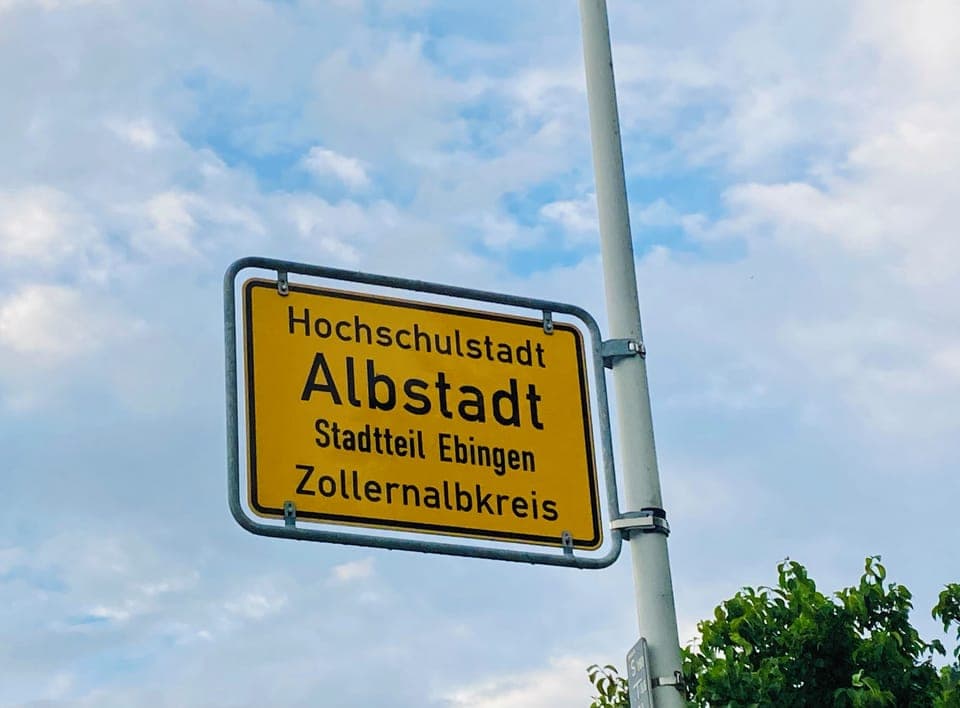 Hochschulstadt
Albstadt
Stadtteil Ebingen
Zollernalbkreis